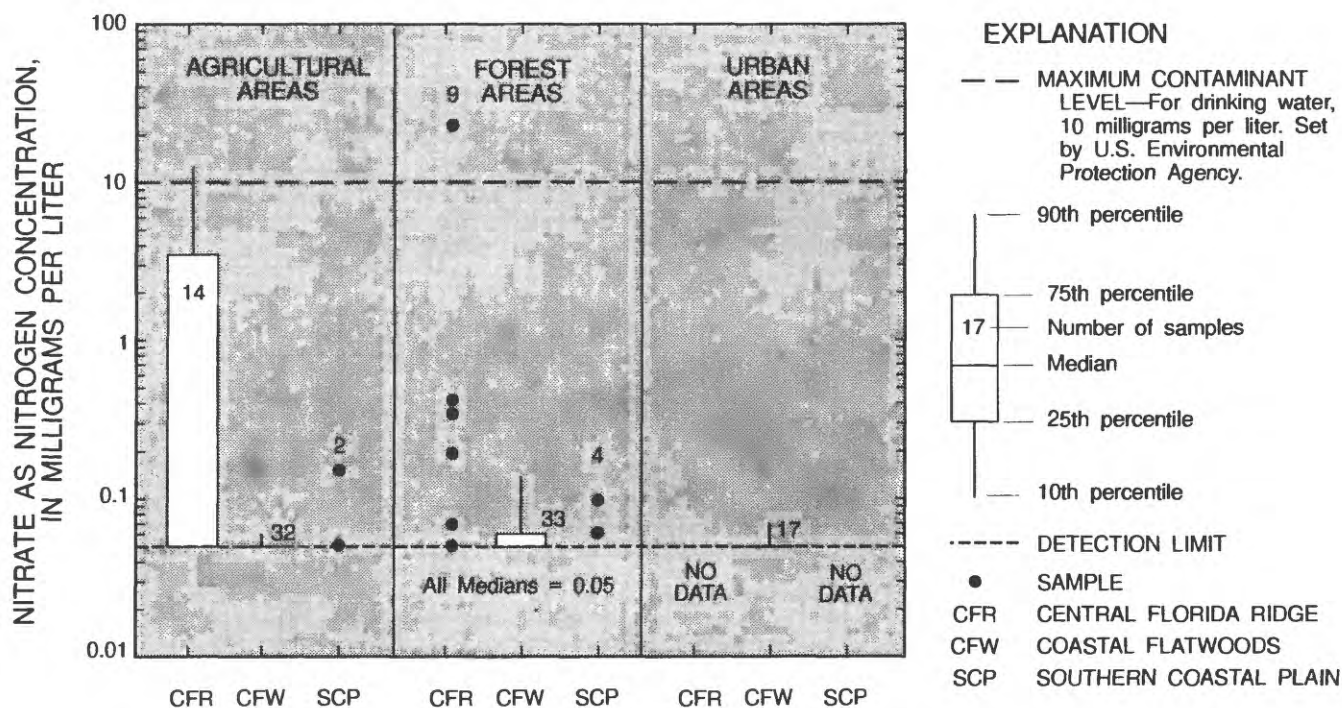 NITRATE AS NITROGEN CONCENTRATION,
IN MILLIGRAMS PER LITER
100
10
1
0.1
0.01
AGRICULTURAL
AREAS
14
32
2
FOREST
AREAS
9
33
4
All Medians = 0.05
URBAN
AREAS
17
NO
DATA
NO
DATA
CFR CFW SCP
CFR CFW SCP
CFR CFW SCP
EXPLANATION
MAXIMUM CONTAMINANT
LEVEL—For drinking water,
10 milligrams per liter. Set
by U.S. Environmental
Protection Agency.
90th percentile
75th percentile
17 Number of samples
Median
25th percentile
10th percentile
DETECTION LIMIT
SAMPLE
CFR CENTRAL FLORIDA RIDGE
CFW COASTAL FLATWOODS
SCP SOUTHERN COASTAL PLAIN